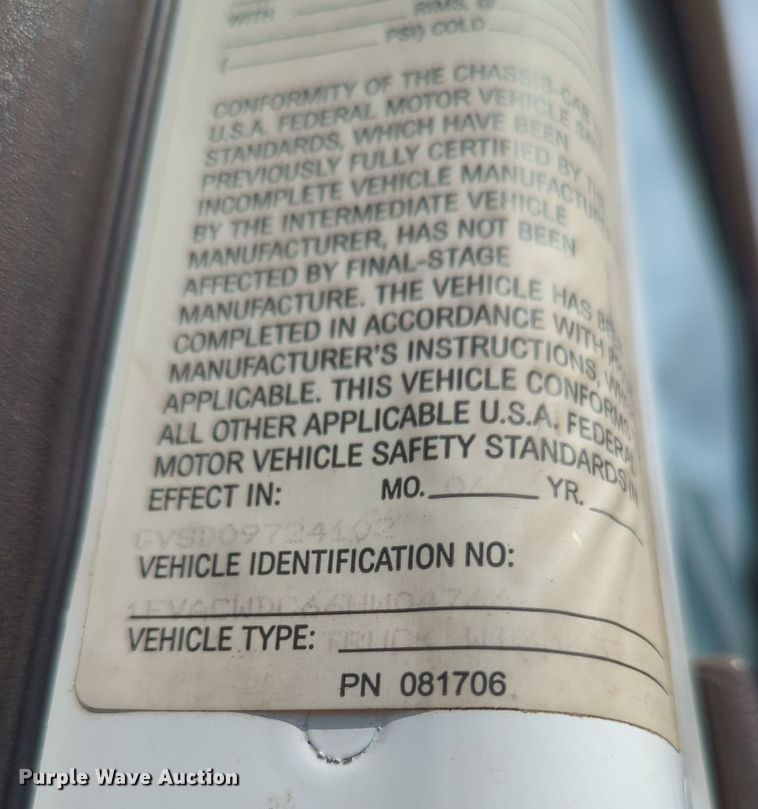 WITH RIMS, @
PSI) COLD
(
CONFORMITY OF THE CHASSIS-CAB
U.S.A. FEDERAL MOTOR VEHICLE
STANDARDS, WHICH HAVE BEEN
PREVIOUSLY FULLY CERTIFIED BY THE
INCOMPLETE VEHICLE
BY THE INTERMEDIATE VEHICLE
MANUFACTURER, HAS NOT BEEN
AFFECTED BY FINAL-STAGE
MANUFACTURE. THE VEHICLE HAS
COMPLETED IN ACCORDANCE WITH
MANUFACTURER'S INSTRUCTIONS,
APPLICABLE. THIS VEHICLE CONFORMS
ALL OTHER APPLICABLE U.S.A. FEDERAL
MOTOR VEHICLE SAFETY STANDARDS IN
EFFECT IN: MO. YR.
VEHICLE IDENTIFICATION NO:
VEHICLE TYPE: TRUCK
PN 081706
Purple Wave Auction